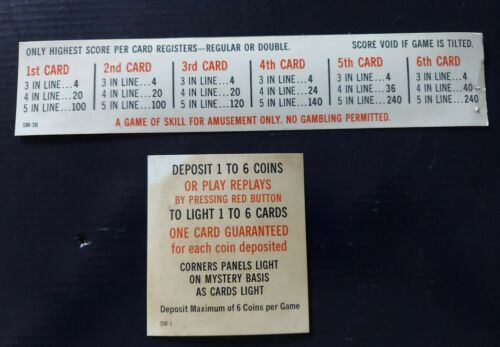 ONLY HIGHEST SCORE PER CARD REGISTERS—REGULAR OR DOUBLE. SCORE VOID IF GAME IS TILTED.
1st CARD 2nd CARD 3rd CARD 4th CARD 5th CARD 6th CARD
3 IN LINE...4 3 IN LINE...4 3 IN LINE...4 3 IN LINE...4 3 IN LINE...4 3 IN LINE...4
4 IN LINE...20 4 IN LINE...20 4 IN LINE...20 4 IN LINE...24 4 IN LINE...36 4 IN LINE...40
5 IN LINE...100 5 IN LINE...100 5 IN LINE...120 5 IN LINE...140 5 IN LINE...240 5 IN LINE...240
A GAME OF SKILL FOR AMUSEMENT ONLY. NO GAMBLING PERMITTED.
SM-2B
DEPOSIT 1 TO 6 COINS
OR PLAY REPLAYS
BY PRESSING RED BUTTON
TO LIGHT 1 TO 6 CARDS
ONE CARD GUARANTEED
for each coin deposited
CORNERS PANELS LIGHT
ON MYSTERY BASIS
AS CARDS LIGHT
Deposit Maximum of 6 Coins per Game
SM-1